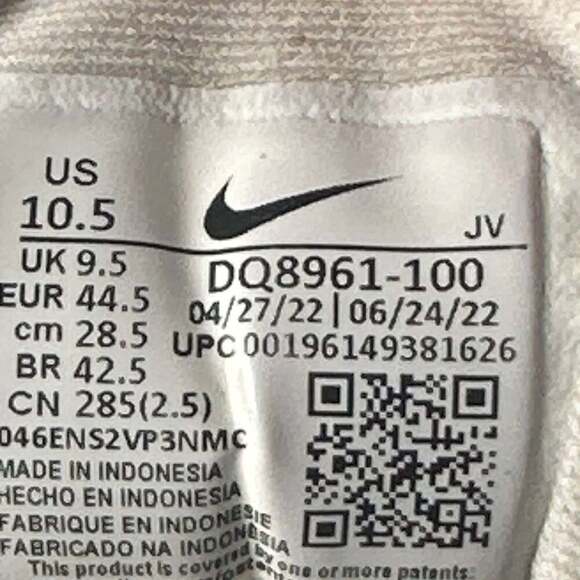 US
10.5
JV
UK 9.5
EUR 44.5
cm 28.5
BR 42.5
CN 285(2.5)
DQ8961-100
04/27/22 | 06/24/22
UPC 00196149381626
046ENS2VP3NMC
MADE IN INDONESIA
HECHO EN INDONESIA
FABRIQUE EN INDONESIE
FABRICADO NA INDONESIA
This product is covered by one or more patents.